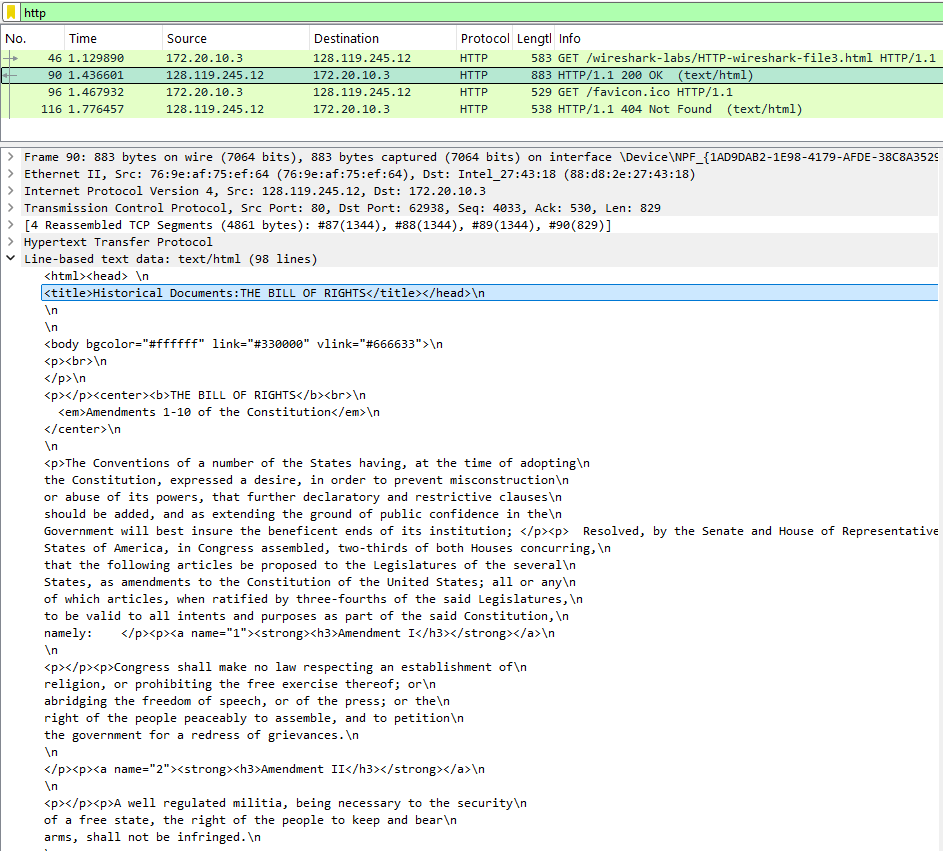 http
No. Time Source Destination Protocol Lengtl Info
46 1.129890 172.20.10.3 128.119.245.12 HTTP 583 GET /wireshark-labs/HTTP-wireshark-file3.html HTTP/1.1
90 1.436601 128.119.245.12 172.20.10.3 HTTP 883 HTTP/1.1 200 OK  (text/html)
96 1.467932 172.20.10.3 128.119.245.12 HTTP 529 GET /favicon.ico HTTP/1.1
116 1.776457 128.119.245.12 172.20.10.3 HTTP 538 HTTP/1.1 404 Not Found  (text/html)
Frame 90: 883 bytes on wire (7064 bits), 883 bytes captured (7064 bits) on interface \Device\NPF_{1AD9DAB2-1E98-4179-AFDE-38C8A3529
Ethernet II, Src: 76:9e:af:75:ef:64 (76:9e:af:75:ef:64), Dst: Intel_27:43:18 (88:d8:2e:27:43:18)
Internet Protocol Version 4, Src: 128.119.245.12, Dst: 172.20.10.3
Transmission Control Protocol, Src Port: 80, Dst Port: 62938, Seq: 4033, Ack: 530, Len: 829
[4 Reassembled TCP Segments (4861 bytes): #87(1344), #88(1344), #89(1344), #90(829)]
Hypertext Transfer Protocol
Line-based text data: text/html (98 lines)
<html><head> \n
<title>Historical Documents:THE BILL OF RIGHTS</title></head>\n
\n
\n
<body bgcolor="#ffffff" link="#330000" vlink="#666633">\n
<p><br>\n
</p>\n
<p></p><center><b>THE BILL OF RIGHTS</b><br>\n
<em>Amendments 1-10 of the Constitution</em>\n
</center>\n
\n
<p>The Conventions of a number of the States having, at the time of adopting\n
the Constitution, expressed a desire, in order to prevent misconstruction\n
or abuse of its powers, that further declaratory and restrictive clauses\n
should be added, and as extending the ground of public confidence in the\n
Government will best insure the beneficent ends of its institution; </p><p>  Resolved, by the Senate and House of Representative
States of America, in Congress assembled, two-thirds of both Houses concurring,\n
that the following articles be proposed to the Legislatures of the several\n
States, as amendments to the Constitution of the United States; all or any\n
of which articles, when ratified by three-fourths of the said Legislatures,\n
to be valid to all intents and purposes as part of the said Constitution,\n
namely:    </p><p><a name="1"><strong><h3>Amendment I</h3></strong></a>\n
\n
<p></p><p>Congress shall make no law respecting an establishment of\n
religion, or prohibiting the free exercise thereof; or\n
abridging the freedom of speech, or of the press; or the\n
right of the people peaceably to assemble, and to petition\n
the government for a redress of grievances.\n
\n
</p><p><a name="2"><strong><h3>Amendment II</h3></strong></a>\n
\n
<p></p><p>A well regulated militia, being necessary to the security\n
of a free state, the right of the people to keep and bear\n
arms, shall not be infringed.\n